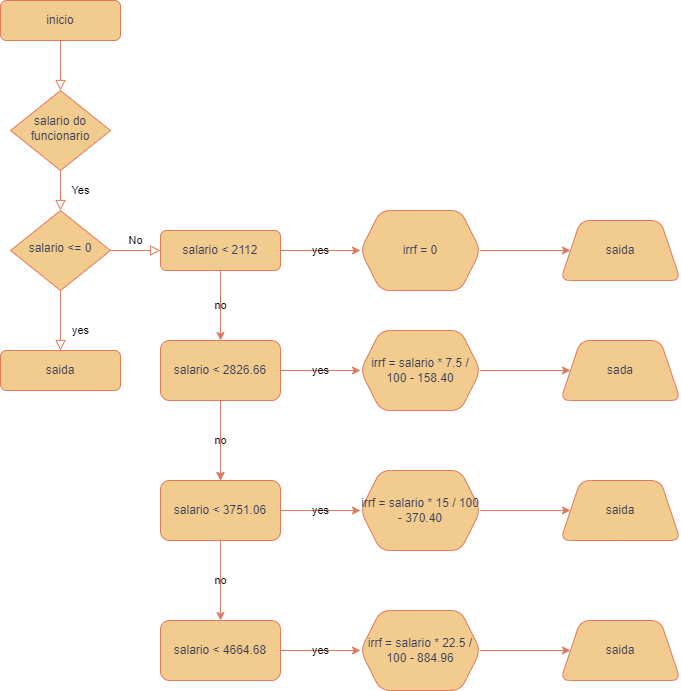 inicio
salario do
funcionario
Yes
salario <= 0
No
salario < 2112
yes
irrf = 0
saida
yes
no
saida
salario < 2826.66
yes
irrf = salario * 7.5 /
100 - 158.40
sada
no
salario < 3751.06
yes
irrf = salario * 15 / 100
- 370.40
saida
no
salario < 4664.68
yes
irrf = salario * 22.5 /
100 - 884.96
saida